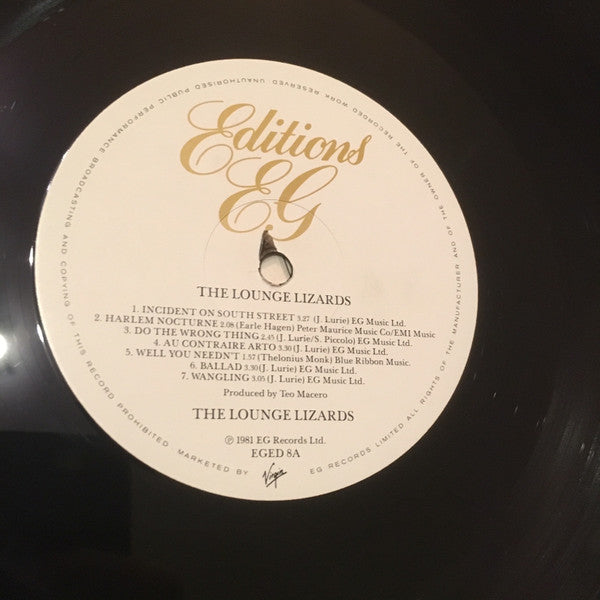 Editions
EG
THE LOUNGE LIZARDS
1. INCIDENT ON SOUTH STREET 3.27 (J. Lurie) EG Music Ltd.
2. HARLEM NOCTURNE 2.08 (Earle Hagen) Peter Maurice Music Co/EMI Music
3. DO THE WRONG THING 2.45 (J. Lurie/S. Piccolo) EG Music Ltd.
4. AU CONTRAIRE ARTO 3.30 (J. Lurie) EG Music Ltd.
5. WELL YOU NEEDN'T 1.57 (Thelonius Monk) Blue Ribbon Music.
6. BALLAD 3.30 (J. Lurie) EG Music Ltd.
7. WANGLING 3.05 (J. Lurie) EG Music Ltd.
Produced by Teo Macero
THE LOUNGE LIZARDS
℗ 1981 EG Records Ltd.
EGED 8A
MARKETED BY Virgin EG RECORDS LIMITED ALL RIGHTS OF THE MANUFACTURER AND OF THE OWNER OF THE RECORDED WORK RESERVED UNAUTHORISED PUBLIC PERFORMANCE BROADCASTING AND COPYING OF THIS RECORD PROHIBITED